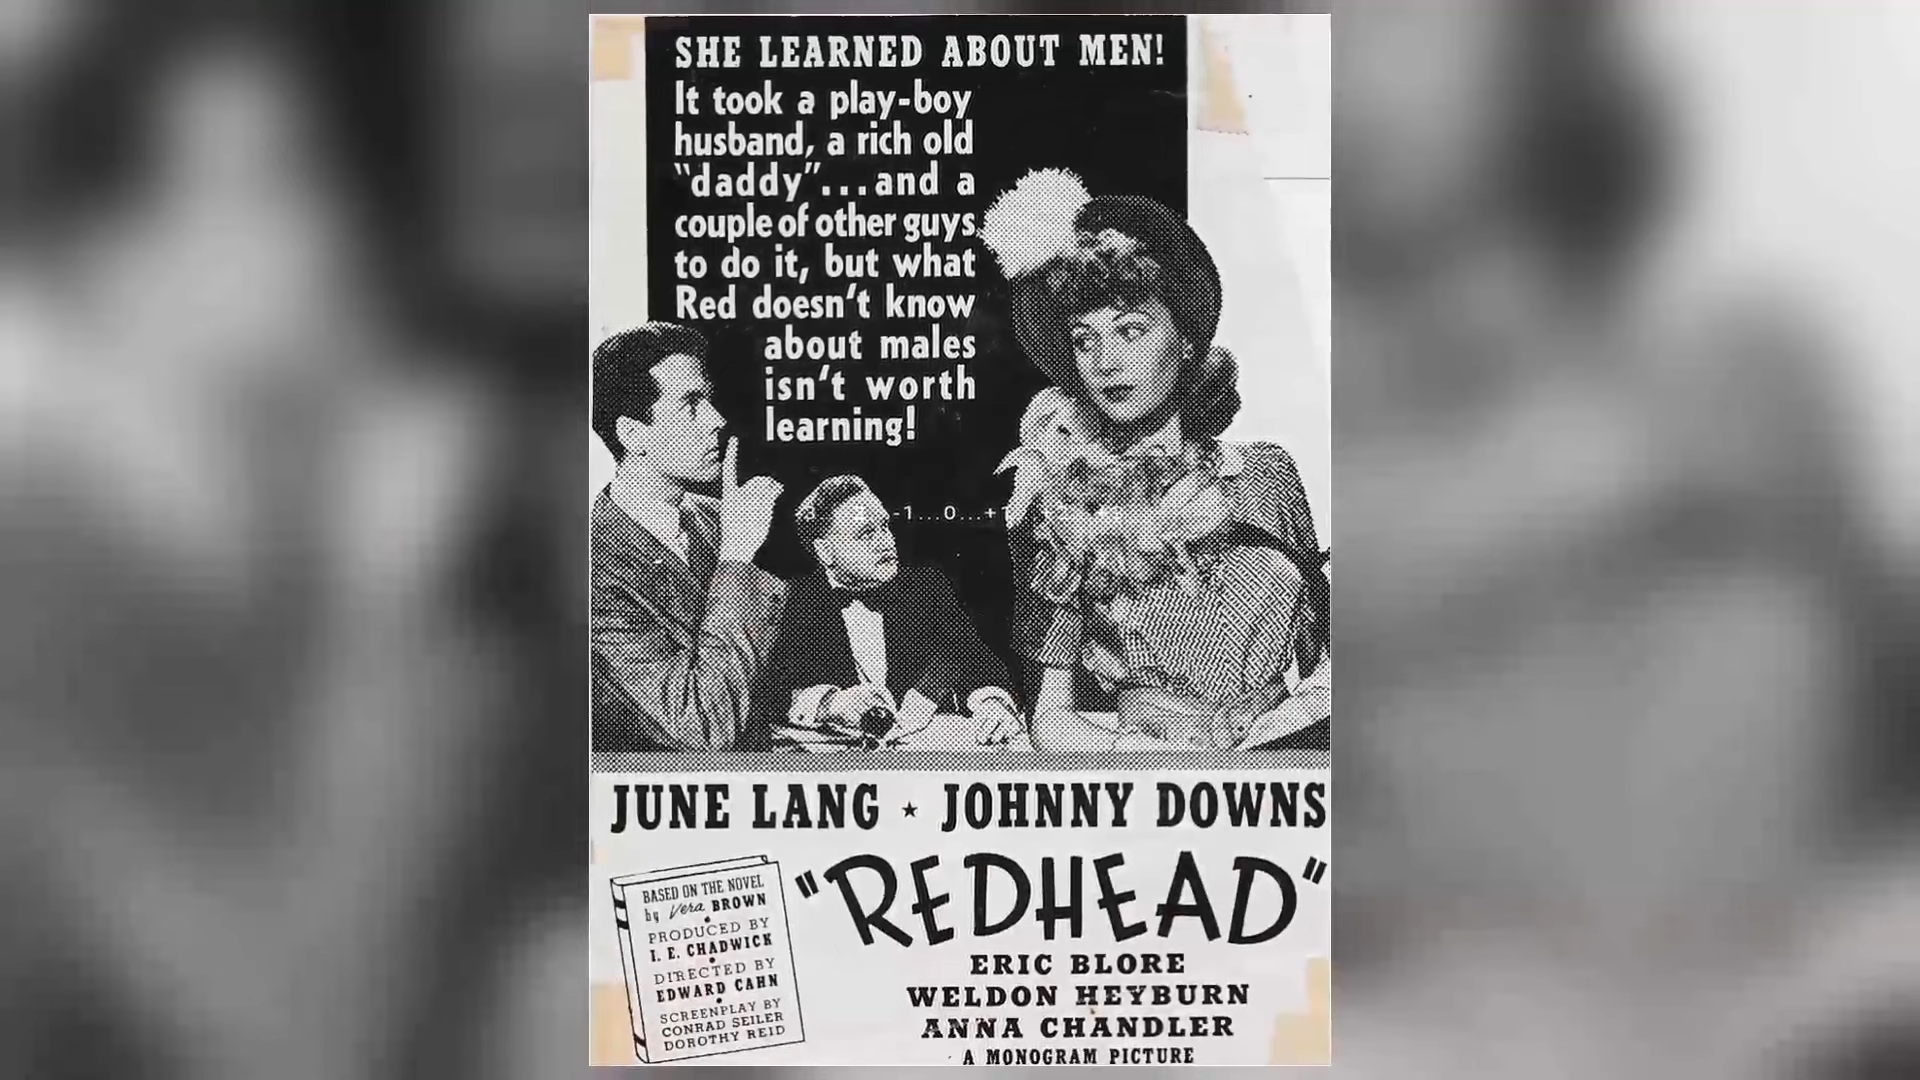 SHE LEARNED ABOUT MEN!
It took a play-boy
husband, a rich old
"daddy"...and a
couple of other guys
to do it, but what
Red doesn't know
about males
isn't worth
learning!
-1...0...+1
JUNE LANG ★ JOHNNY DOWNS
BASED ON THE NOVEL
by Vera BROWN
•
PRODUCED BY
I. E. CHADWICK
•
DIRECTED BY
EDWARD CAHN
•
SCREENPLAY BY
CONRAD SEILER
DOROTHY REID
"REDHEAD"
ERIC BLORE
WELDON HEYBURN
ANNA CHANDLER
A MONOGRAM PICTURE